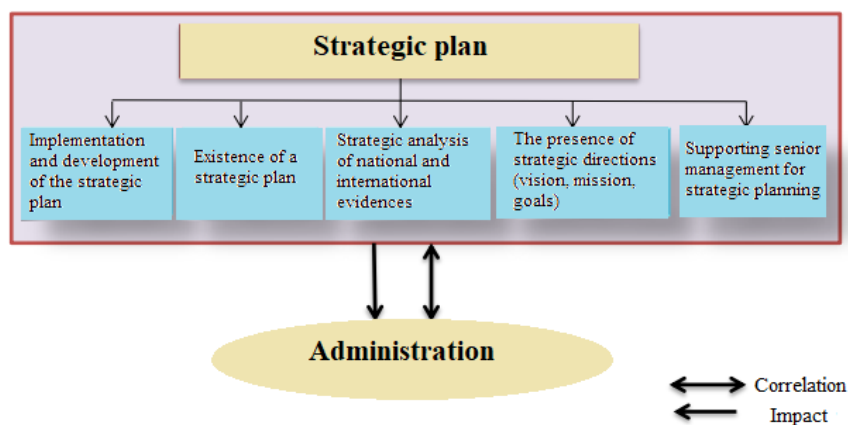 Strategic plan
Implementation
and development
of the strategic
plan
Existence of a
strategic plan
Strategic analysis
of national and
international
evidences
The presence of
strategic directions
(vision, mission,
goals)
Supporting senior
management for
strategic planning
Administration
Correlation
Impact